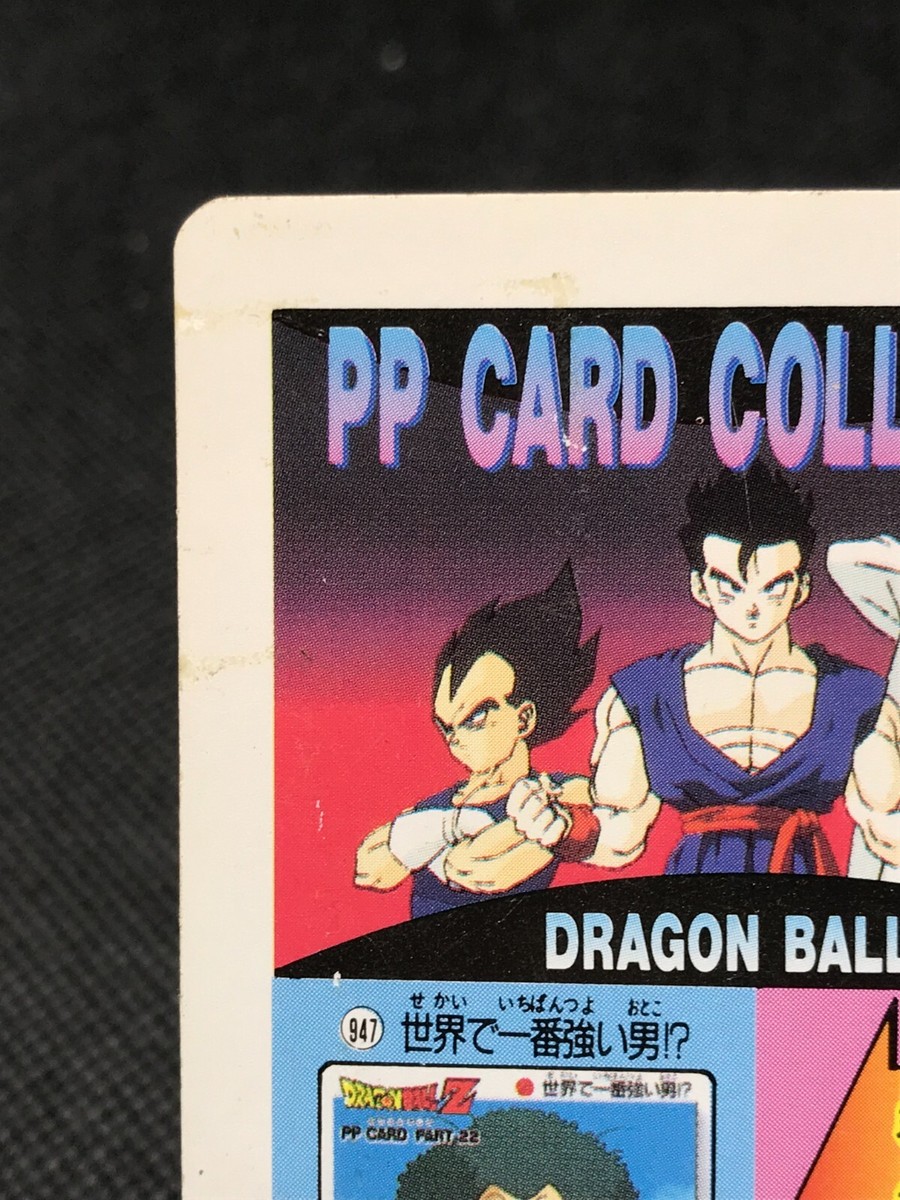 PP CARD COLL
DRAGON BALL
せかい いちばんつよ おとこ
947 世界で一番強い男!?
DRAGON BALL Z
世界で一番強い男!?
PP CARD PART 22